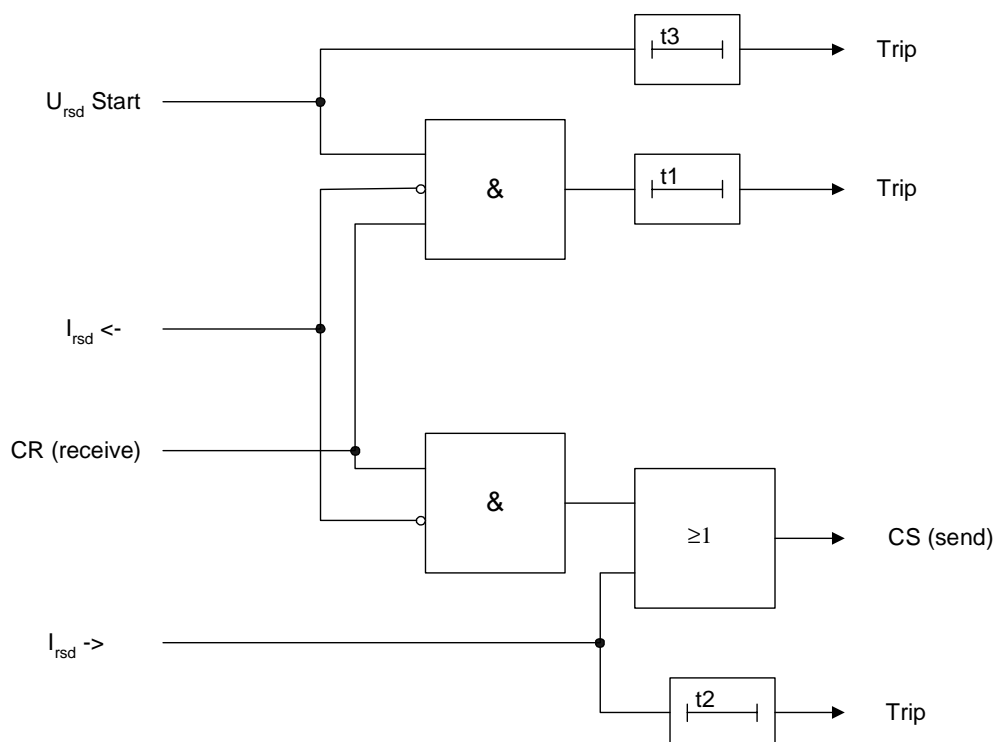 t3
Trip
U_rsd Start
t1
Trip
&
I_rsd <-
CR (receive)
&
≥1
CS (send)
I_rsd ->
t2
Trip